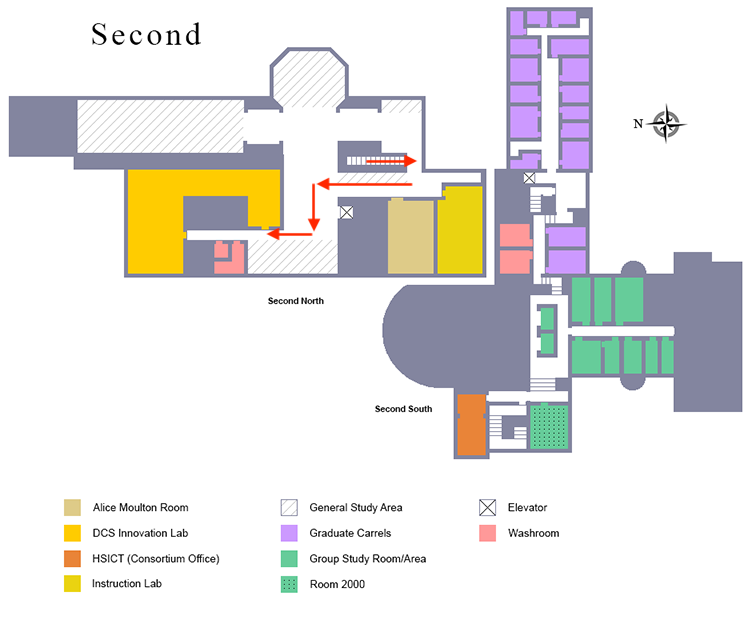 Second
N
Second North
Second South
Alice Moulton Room
General Study Area
Elevator
DCS Innovation Lab
Graduate Carrels
Washroom
HSICT (Consortium Office)
Group Study Room/Area
Instruction Lab
Room 2000